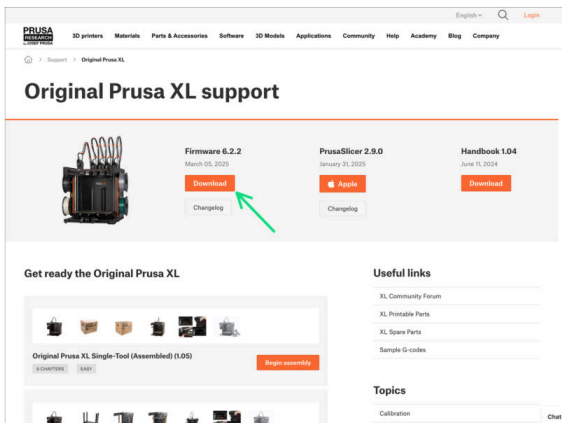 English
Login
PRUSA
RESEARCH
by JOSEF PRUSA
3D printers Materials Parts & Accessories Software 3D Models Applications Community Help Academy Blog Company
Support Original Prusa XL
Original Prusa XL support
Firmware 6.2.2
March 05, 2025
Download
Changelog
PrusaSlicer 2.9.0
January 31, 2025
Apple
Changelog
Handbook 1.04
June 11, 2024
Download
Get ready the Original Prusa XL
Original Prusa XL Single-Tool (Assembled) (1.05)
6 CHAPTERS EASY
Begin assembly
Useful links
XL Community Forum
XL Printable Parts
XL Spare Parts
Sample G-codes
Topics
Calibration
Chat